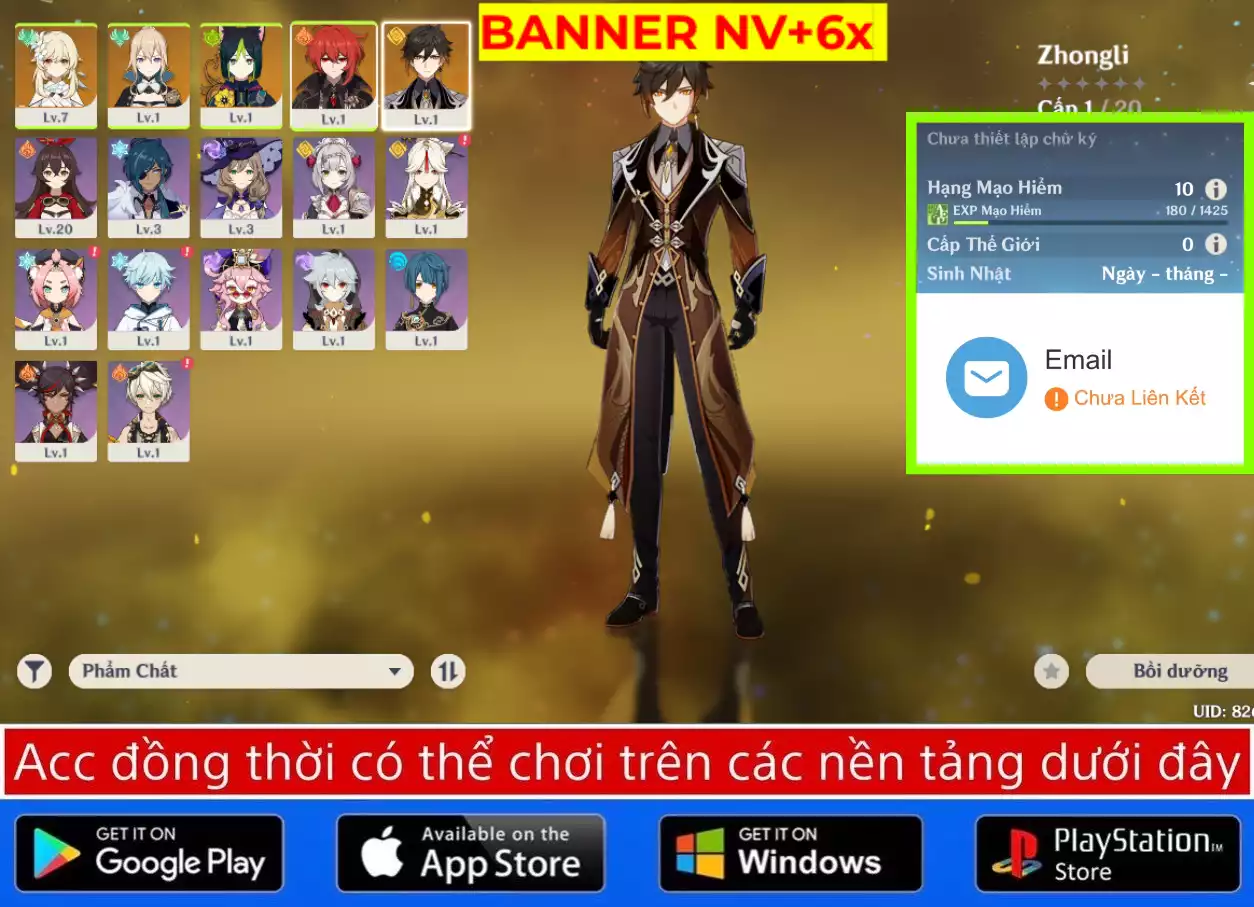 BANNER NV+6x
Zhongli
Cấp 1 / 20
Chưa thiết lập chữ ký
Hạng Mạo Hiểm 10
EXP Mạo Hiểm 180 / 1425
Cấp Thế Giới 0
Sinh Nhật Ngày - tháng -
Email
Chưa Liên Kết
Lv.7 Lv.1 Lv.1 Lv.1 Lv.1
Lv.20 Lv.3 Lv.3 Lv.1 Lv.1
Lv.1 Lv.1 Lv.1 Lv.1 Lv.1
Lv.1 Lv.1
Phẩm Chất
Bồi dưỡng
UID: 826
Acc đồng thời có thể chơi trên các nền tảng dưới đây
GET IT ON
Google Play
Available on the
App Store
GET IT ON
Windows
PlayStation™
Store